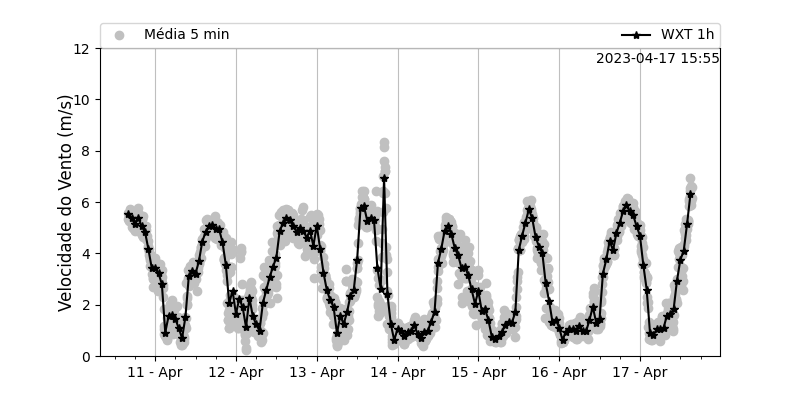 Média 5 min
WXT 1h
2023-04-17 15:55
Velocidade do Vento (m/s)
12
10
8
6
4
2
0
11 - Apr
12 - Apr
13 - Apr
14 - Apr
15 - Apr
16 - Apr
17 - Apr